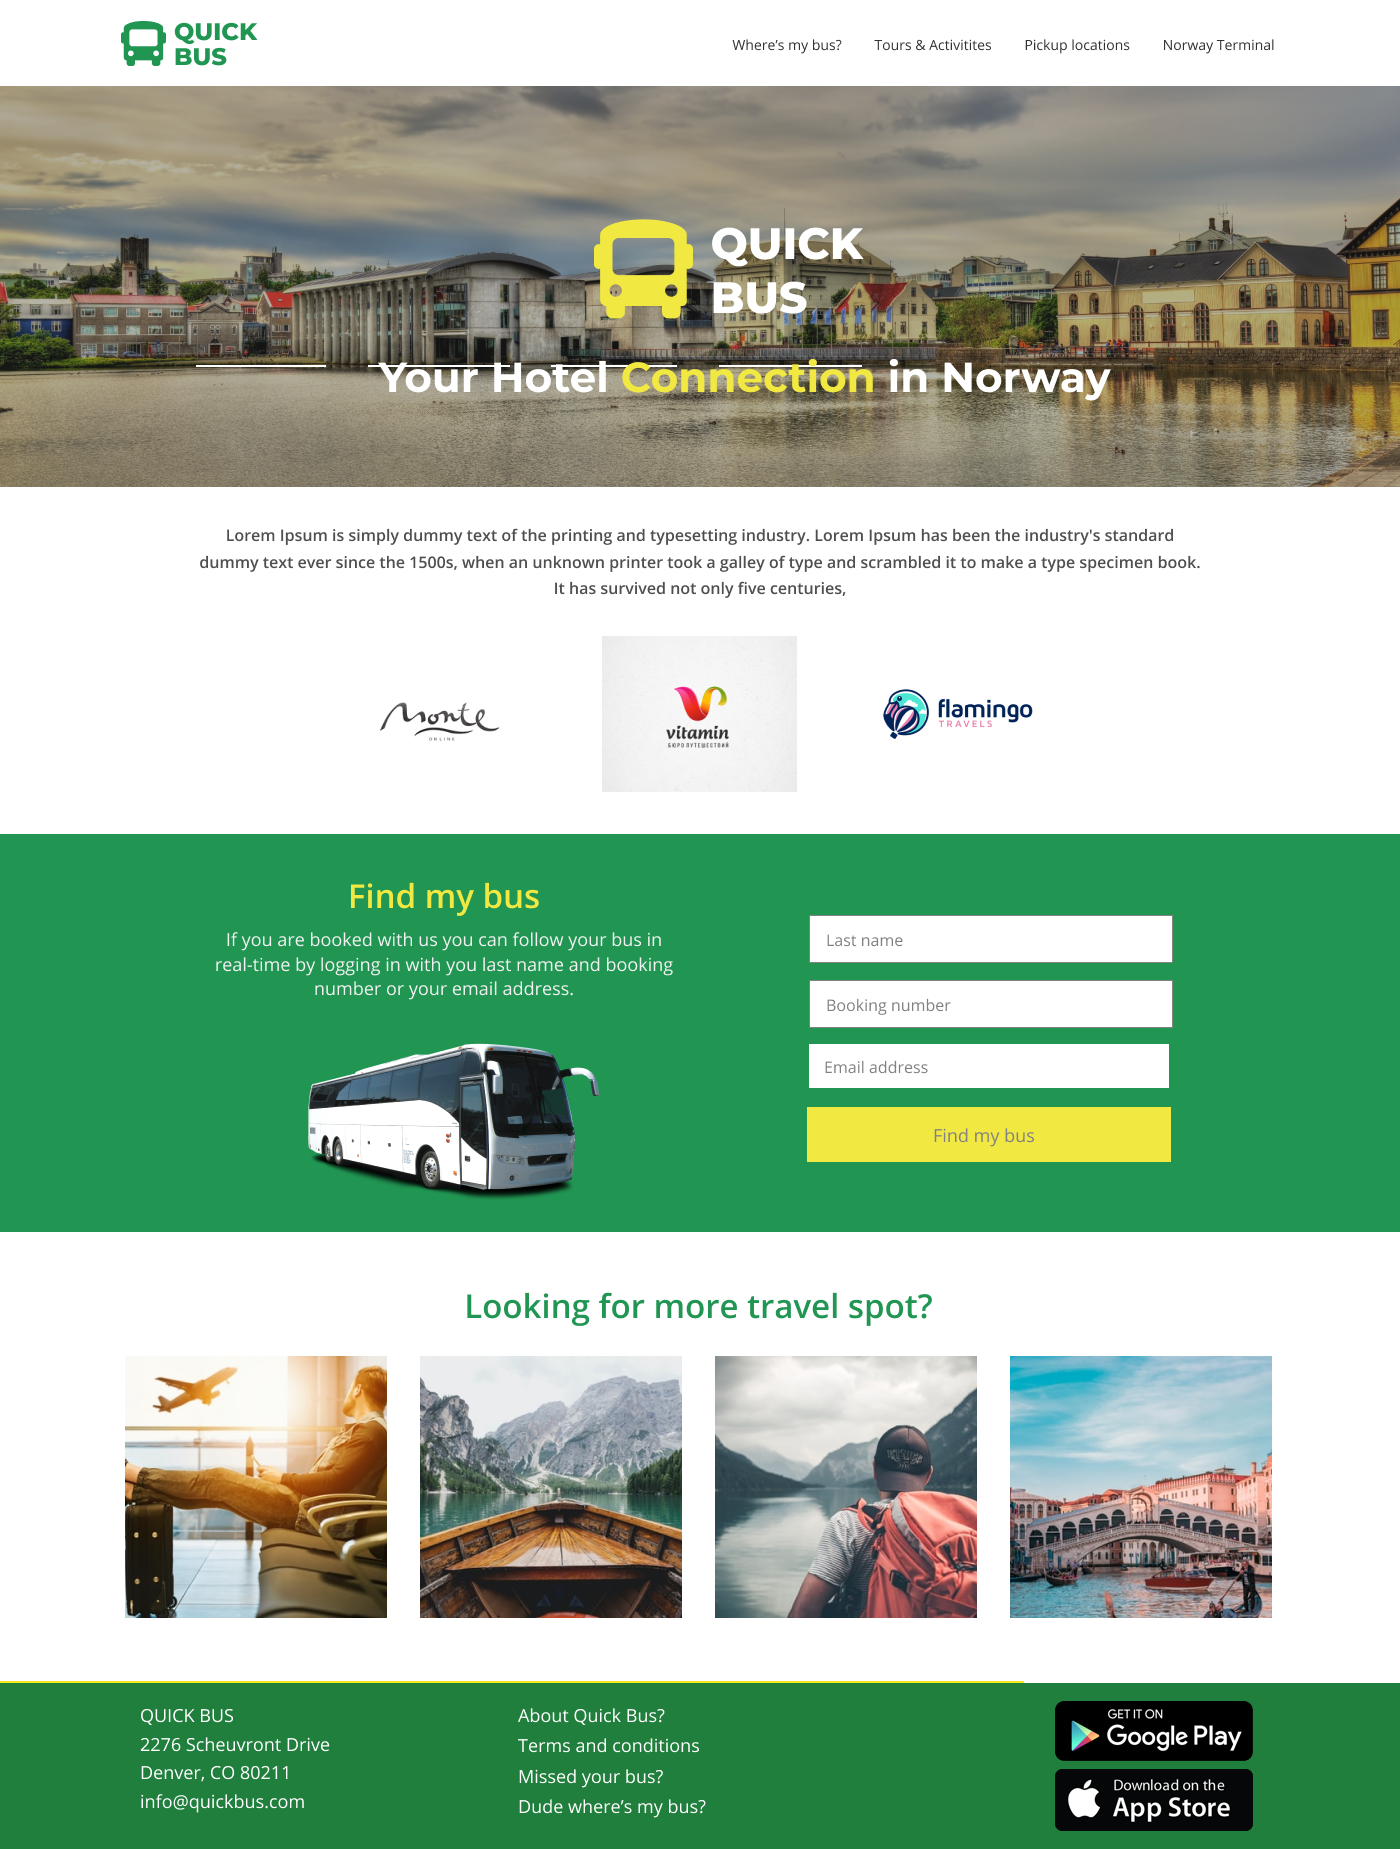 QUICK
BUS
Where's my bus?
Tours & Activitites
Pickup locations
Norway Terminal
QUICK
BUS
Your Hotel Connection in Norway
Lorem Ipsum is simply dummy text of the printing and typesetting industry. Lorem Ipsum has been the industry's standard
dummy text ever since the 1500s, when an unknown printer took a galley of type and scrambled it to make a type specimen book.
It has survived not only five centuries,
Monte
ONLINE
vitamin
БЮРО ПУТЕШЕСТВИЙ
flamingo
TRAVELS
Find my bus
If you are booked with us you can follow your bus in
real-time by logging in with you last name and booking
number or your email address.
Last name
Booking number
Email address
Find my bus
Looking for more travel spot?
QUICK BUS
2276 Scheuvront Drive
Denver, CO 80211
info@quickbus.com
About Quick Bus?
Terms and conditions
Missed your bus?
Dude where's my bus?
GET IT ON
Google Play
Download on the
App Store